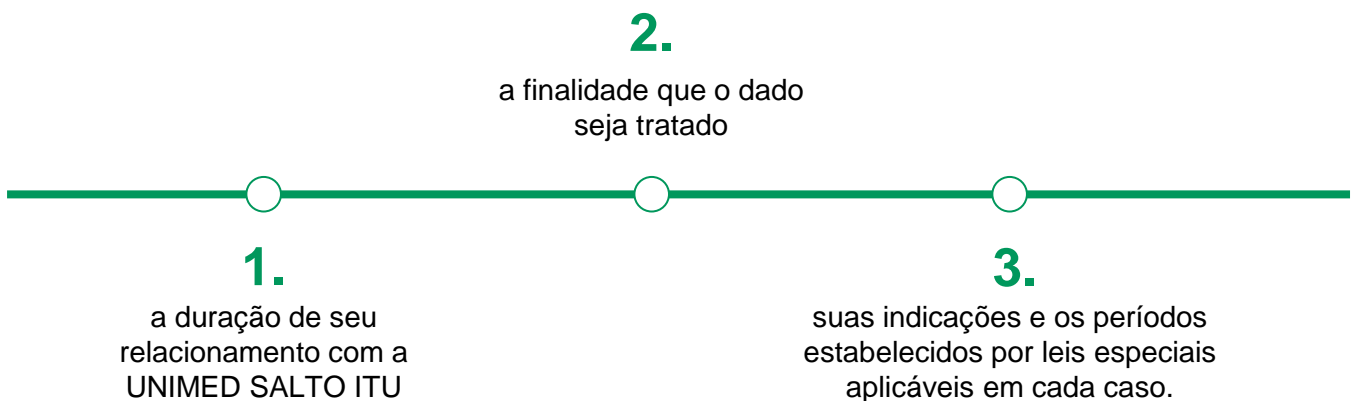 1.
a duração de seu
relacionamento com a
UNIMED SALTO ITU
2.
a finalidade que o dado
seja tratado
3.
suas indicações e os períodos
estabelecidos por leis especiais
aplicáveis em cada caso.